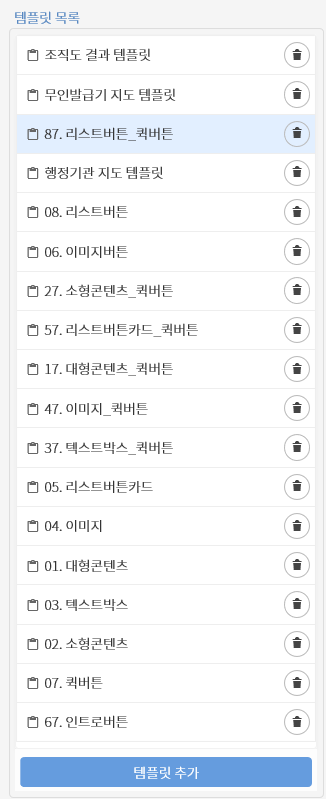 템플릿 목록
조직도 결과 템플릿
무인발급기 지도 템플릿
87. 리스트버튼_퀵버튼
행정기관 지도 템플릿
08. 리스트버튼
06. 이미지버튼
27. 소형콘텐츠_퀵버튼
57. 리스트버튼카드_퀵버튼
17. 대형콘텐츠_퀵버튼
47. 이미지_퀵버튼
37. 텍스트박스_퀵버튼
05. 리스트버튼카드
04. 이미지
01. 대형콘텐츠
03. 텍스트박스
02. 소형콘텐츠
07. 퀵버튼
67. 인트로버튼
템플릿 추가